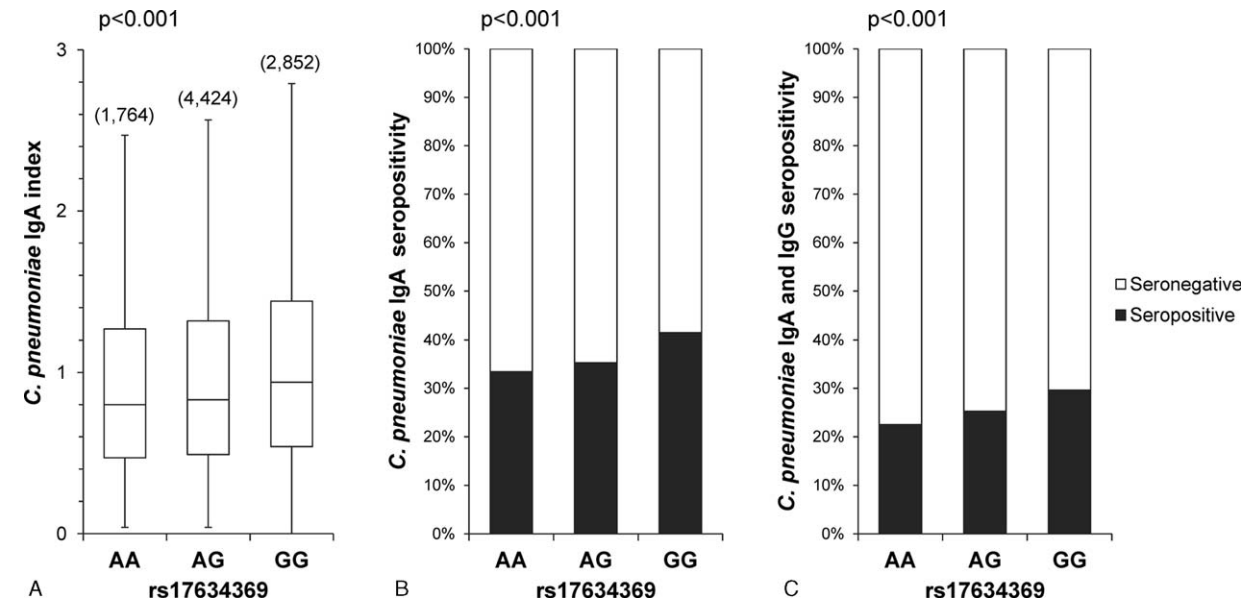 A
p<0.001
C. pneumoniae IgA index
3
2
1
0
(1,764)
(4,424)
(2,852)
AA
AG
GG
rs17634369
B
p<0.001
C. pneumoniae IgA seropositivity
100%
90%
80%
70%
60%
50%
40%
30%
20%
10%
0%
AA
AG
GG
rs17634369
C
p<0.001
C. pneumoniae IgA and IgG seropositivity
100%
90%
80%
70%
60%
50%
40%
30%
20%
10%
0%
AA
AG
GG
rs17634369
Seronegative
Seropositive